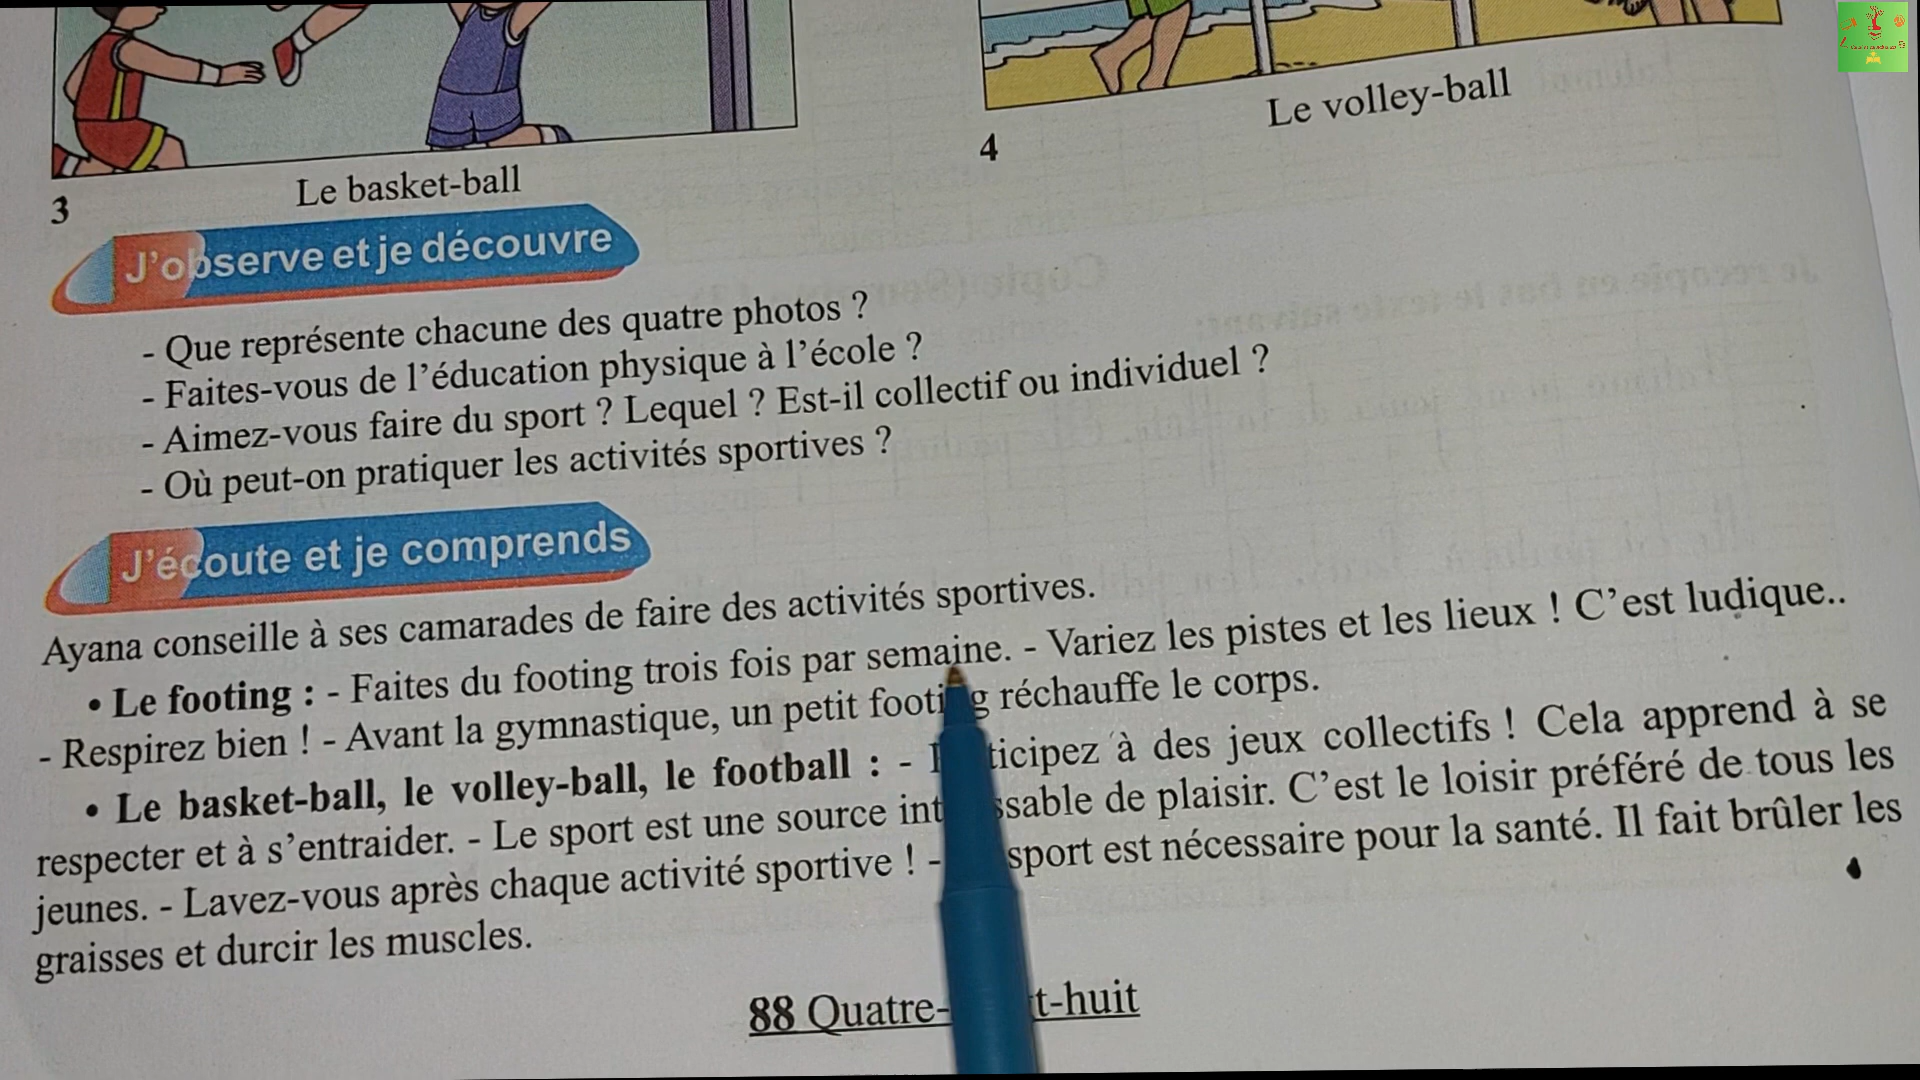 Le basket-ball
3
Le volley-ball
4
J'observe et je découvre
- Que représente chacune des quatre photos ?
- Faites-vous de l'éducation physique à l'école ?
- Aimez-vous faire du sport ? Lequel ? Est-il collectif ou individuel ?
- Où peut-on pratiquer les activités sportives ?
J'écoute et je comprends
Ayana conseille à ses camarades de faire des activités sportives.
• Le footing : - Faites du footing trois fois par semaine. - Variez les pistes et les lieux ! C'est ludique..
- Respirez bien ! - Avant la gymnastique, un petit footing réchauffe le corps.
• Le basket-ball, le volley-ball, le football : - à des jeux collectifs ! Cela apprend à se
respecter et à s'entraider. - Le sport est une source de plaisir. C'est le loisir préféré de tous les
jeunes. - Lavez-vous après chaque activité sportive ! - sport est nécessaire pour la santé. Il fait brûler les
graisses et durcir les muscles.
88 Quatre- t-huit